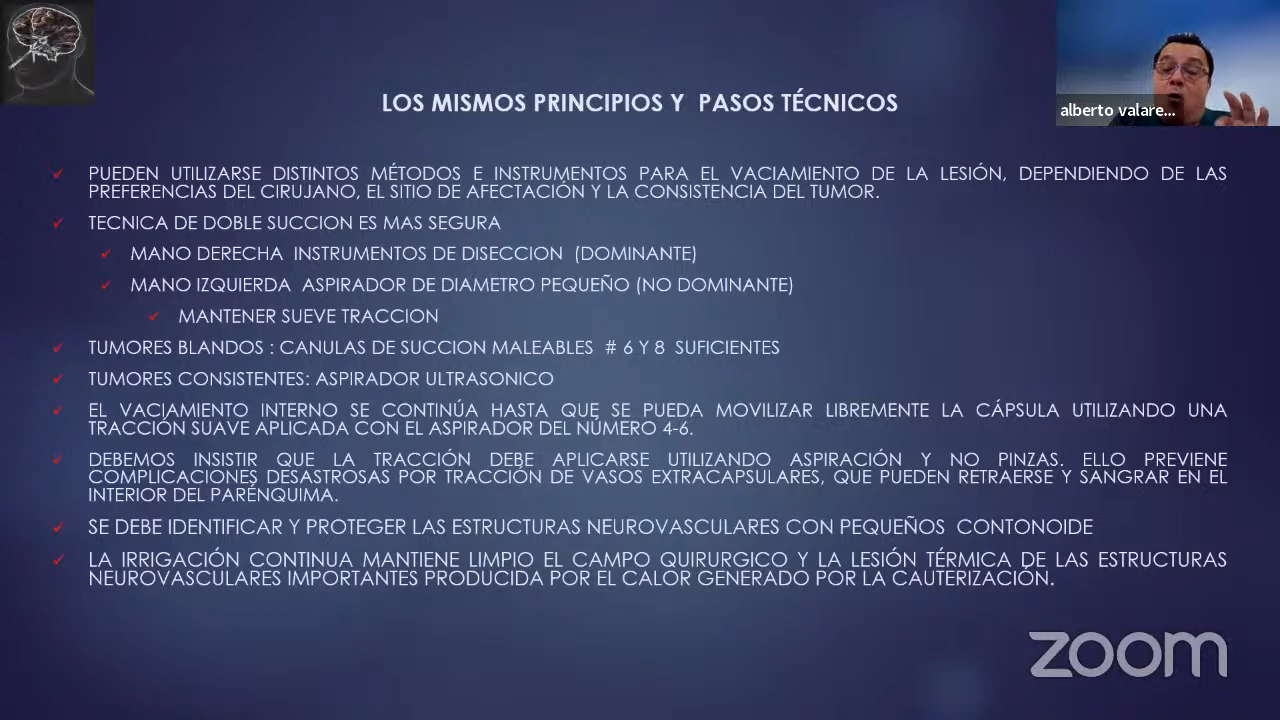 LOS MISMOS PRINCIPIOS Y PASOS TÉCNICOS
alberto valare...
PUEDEN UTILIZARSE DISTINTOS MÉTODOS E INSTRUMENTOS PARA EL VACIAMIENTO DE LA LESIÓN, DEPENDIENDO DE LAS
PREFERENCIAS DEL CIRUJANO, EL SITIO DE AFECTACIÓN Y LA CONSISTENCIA DEL TUMOR.
TECNICA DE DOBLE SUCCION ES MAS SEGURA
MANO DERECHA INSTRUMENTOS DE DISECCION (DOMINANTE)
MANO IZQUIERDA ASPIRADOR DE DIAMETRO PEQUEÑO (NO DOMINANTE)
MANTENER SUEVE TRACCION
TUMORES BLANDOS : CANULAS DE SUCCION MALEABLES # 6 Y 8 SUFICIENTES
TUMORES CONSISTENTES: ASPIRADOR ULTRASONICO
EL VACIAMIENTO INTERNO SE CONTINÚA HASTA QUE SE PUEDA MOVILIZAR LIBREMENTE LA CÁPSULA UTILIZANDO UNA
TRACCIÓN SUAVE APLICADA CON EL ASPIRADOR DEL NÚMERO 4-6.
DEBEMOS INSISTIR QUE LA TRACCIÓN DEBE APLICARSE UTILIZANDO ASPIRACIÓN Y NO PINZAS. ELLO PREVIENE
COMPLICACIONES DESASTROSAS POR TRACCIÓN DE VASOS EXTRACAPSULARES, QUE PUEDEN RETRAERSE Y SANGRAR EN EL
INTERIOR DEL PARÉNQUIMA.
SE DEBE IDENTIFICAR Y PROTEGER LAS ESTRUCTURAS NEUROVASCULARES CON PEQUEÑOS CONTONOIDE
LA IRRIGACIÓN CONTINUA MANTIENE LIMPIO EL CAMPO QUIRURGICO Y LA LESIÓN TÉRMICA DE LAS ESTRUCTURAS
NEUROVASCULARES IMPORTANTES PRODUCIDA POR EL CALOR GENERADO POR LA CAUTERIZACIÓN.
zoom